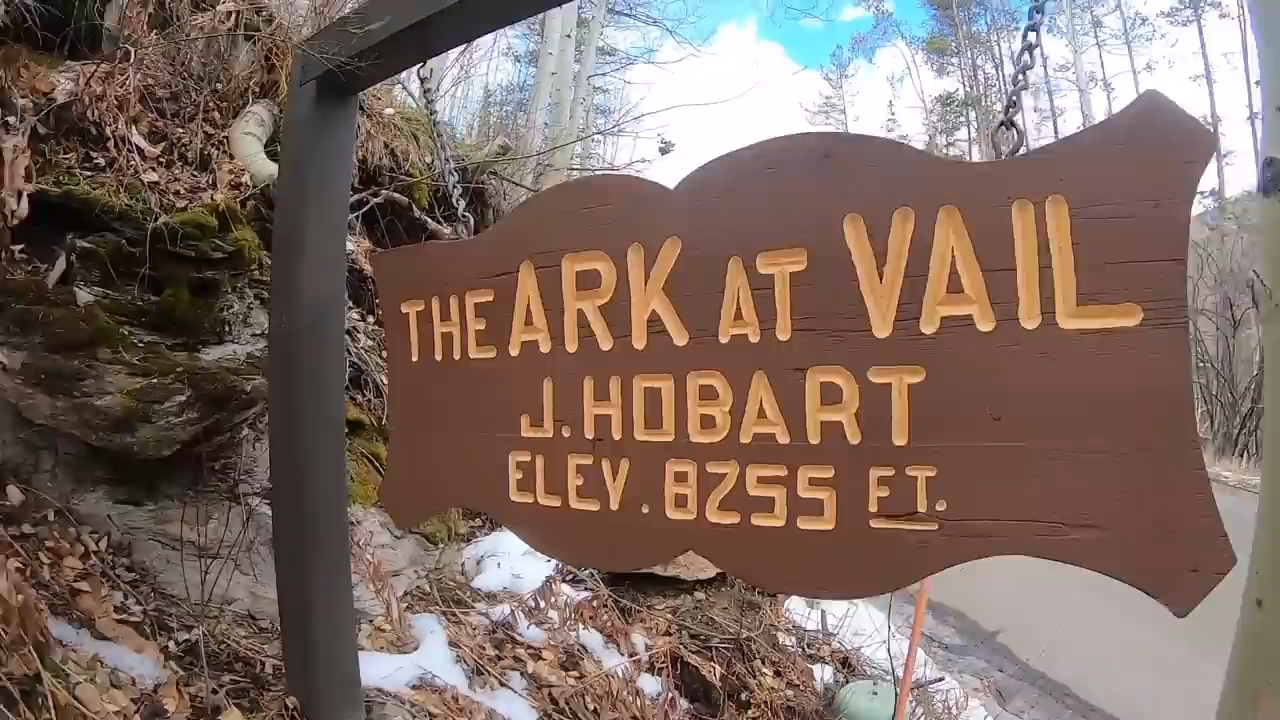 THE ARK AT VAIL
J. HOBART
ELEV. 8255 FT.